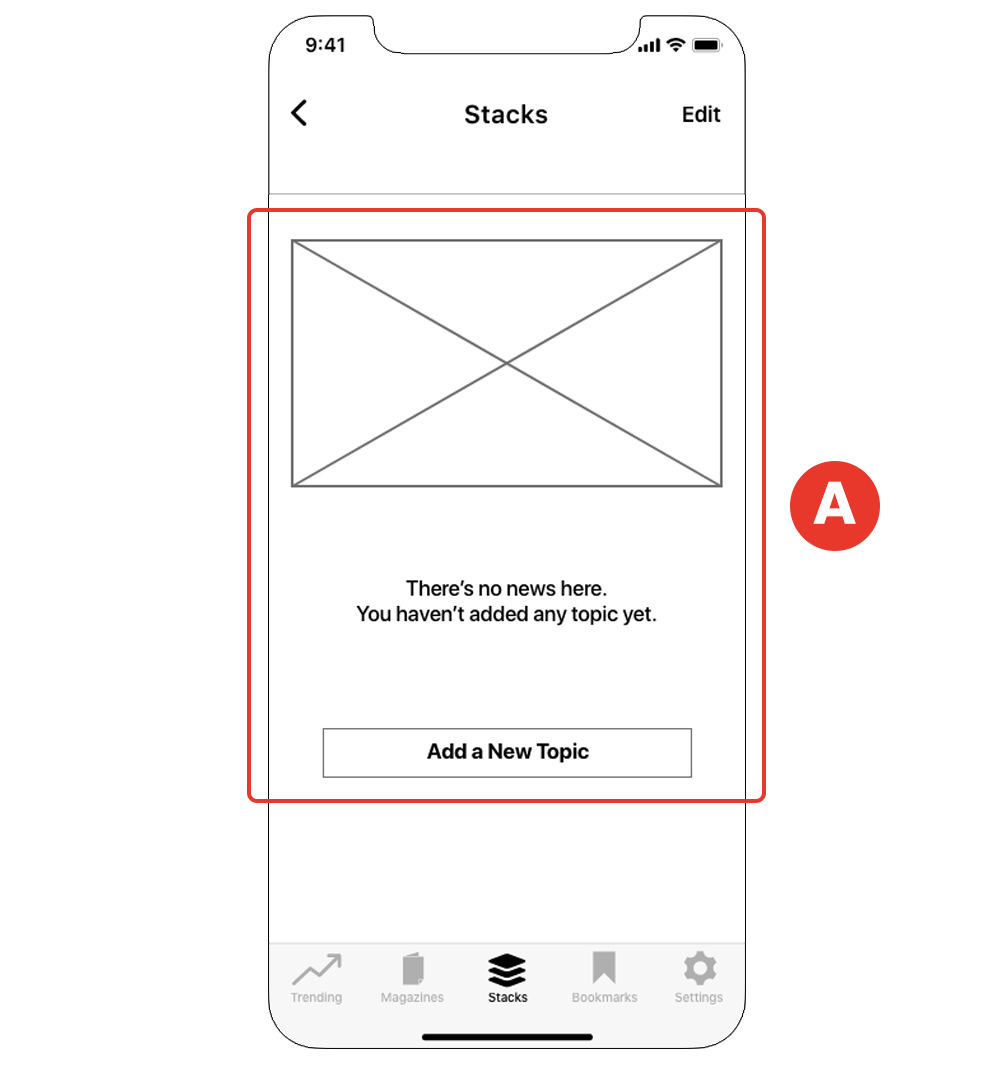 9:41
Stacks
Edit
A
There’s no news here.
You haven’t added any topic yet.
Add a New Topic
Trending
Magazines
Stacks
Bookmarks
Settings